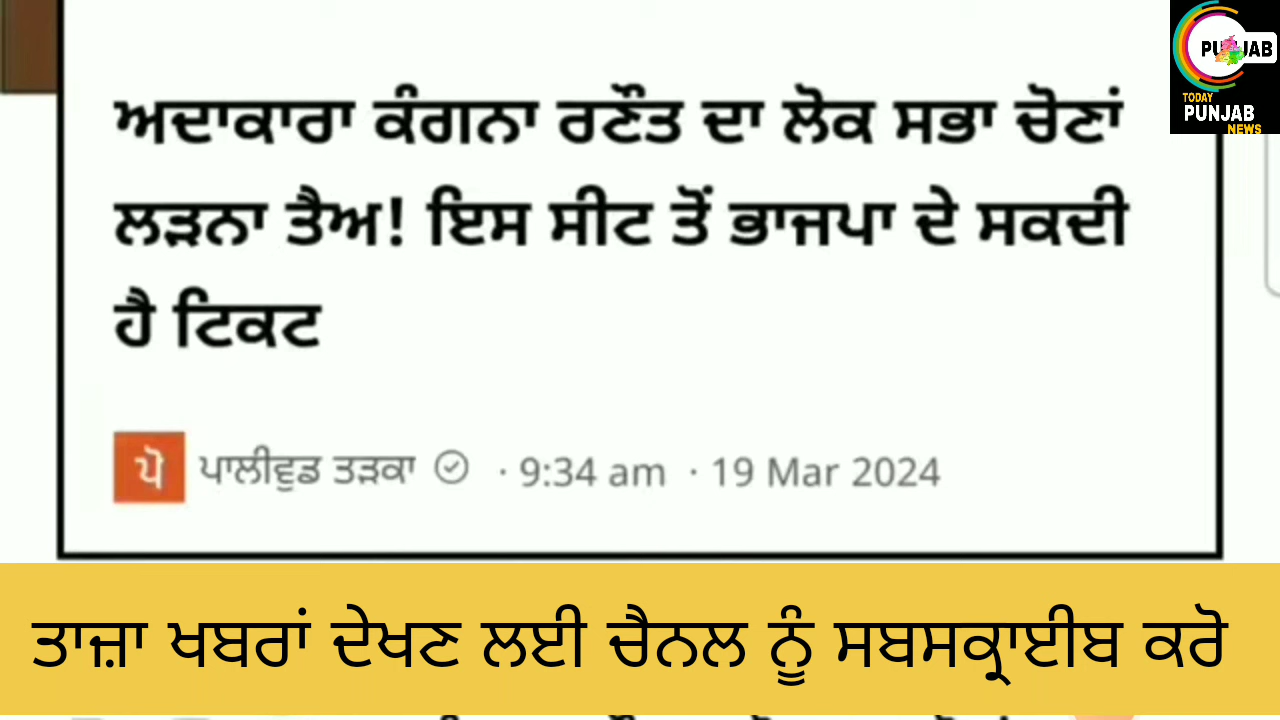 PUNJAB
TODAY
PUNJAB
NEWS
ਅਦਾਕਾਰਾ ਕੰਗਨਾ ਰਣੌਤ ਦਾ ਲੋਕ ਸਭਾ ਚੋਣਾਂ
ਲੜਨਾ ਤੈਅ! ਇਸ ਸੀਟ ਤੋਂ ਭਾਜਪਾ ਦੇ ਸਕਦੀ
ਹੈ ਟਿਕਟ
ਪੋ ਪਾਲੀਵੁਡ ਤੜਕਾ · 9:34 am · 19 Mar 2024
ਤਾਜ਼ਾ ਖਬਰਾਂ ਦੇਖਣ ਲਈ ਚੈਨਲ ਨੂੰ ਸਬਸਕ੍ਰਾਈਬ ਕਰੋ